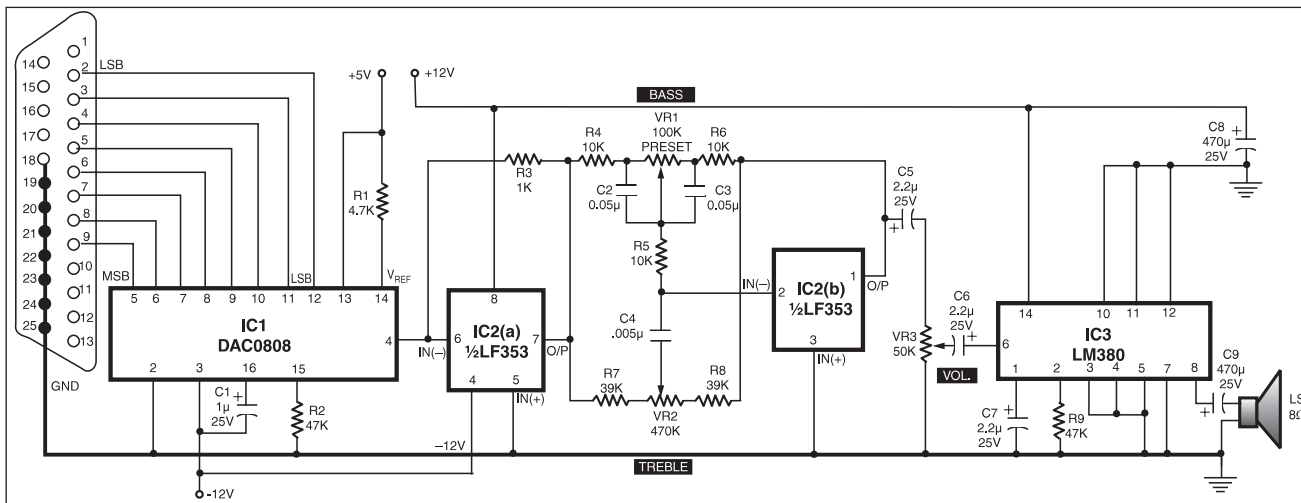 1
14
2
LSB
15
3
16
4
17
5
18
6
19
7
20
8
21
9
22
10
23
11
24
12
25
13
MSB
GND
+5V
+12V
R1
4.7K
LSB
VREF
5
6
7
8
9
10
11
12
13
14
IC1
DAC0808
4
2
3
16
15
C1
1µ
25V
+
R2
47K
-12V
8
6
IN(–)
IC2(a)
½LF353
7
O/P
4
5
IN(+)
–12V
BASS
R3
1K
R4
10K
VR1
100K
PRESET
R6
10K
C2
0.05µ
C3
0.05µ
R5
10K
C4
.005µ
R7
39K
VR2
470K
R8
39K
TREBLE
IN(–)
2
IC2(b)
½LF353
1
O/P
3
IN(+)
C5
2.2µ
25V
+
VR3
50K
VOL.
C6
2.2µ
25V
+
C8
470µ
25V
+
14
10
11
12
6
IC3
LM380
1
2
3
4
5
7
8
C7
2.2µ
25V
+
R9
47K
C9
470µ
25V
+
8Ω